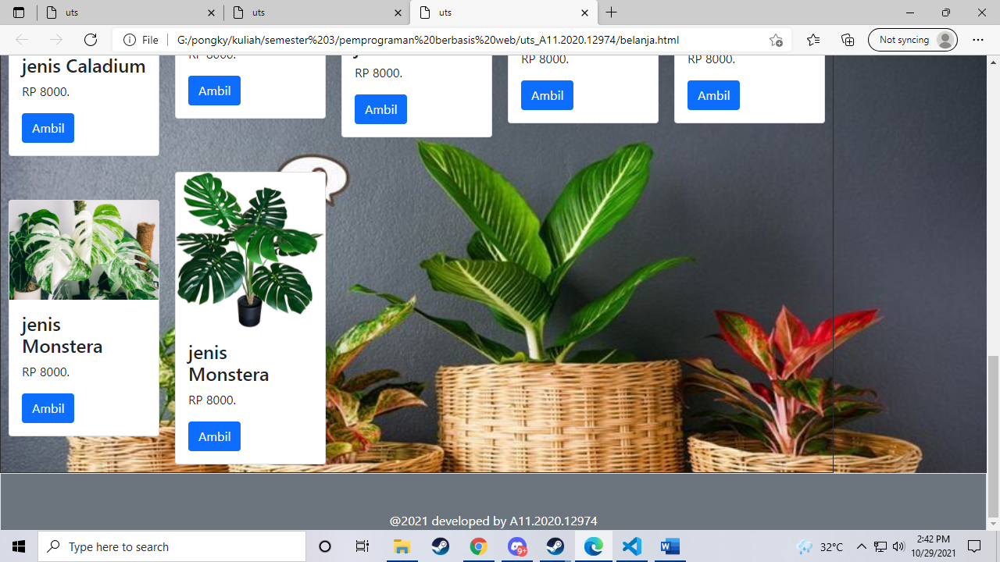 uts
uts
uts
File
G:/pongky/kuliah/semester%203/pemprograman%20berbasis%20web/uts_A11.2020.12974/belanja.html
Not syncing
jenis Caladium
RP 8000.
Ambil
RP 8000.
Ambil
RP 8000.
Ambil
RP 8000.
Ambil
RP 8000.
Ambil
jenis
Monstera
RP 8000.
Ambil
jenis
Monstera
RP 8000.
Ambil
@2021 developed by A11.2020.12974
Type here to search
9+
32°C
2:42 PM
10/29/2021